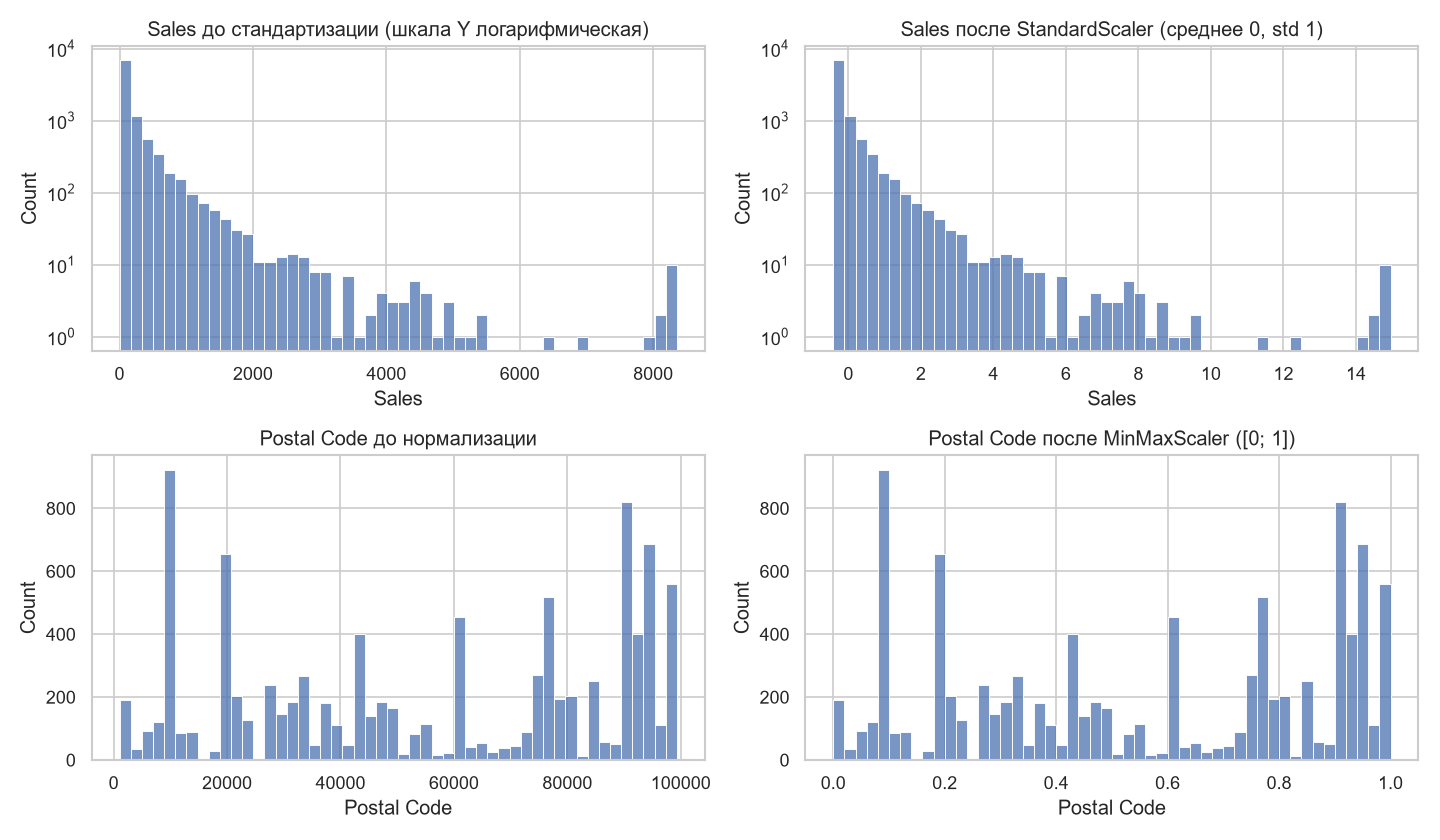 Sales до стандартизации (шкала Y логарифмическая)
10^4
10^3
10^2
10^1
10^0
Count
0 2000 4000 6000 8000
Sales
Sales после StandardScaler (среднее 0, std 1)
10^4
10^3
10^2
10^1
10^0
Count
0 2 4 6 8 10 12 14
Sales
Postal Code до нормализации
800
600
400
200
0
Count
0 20000 40000 60000 80000 100000
Postal Code
Postal Code после MinMaxScaler ([0; 1])
800
600
400
200
0
Count
0.0 0.2 0.4 0.6 0.8 1.0
Postal Code